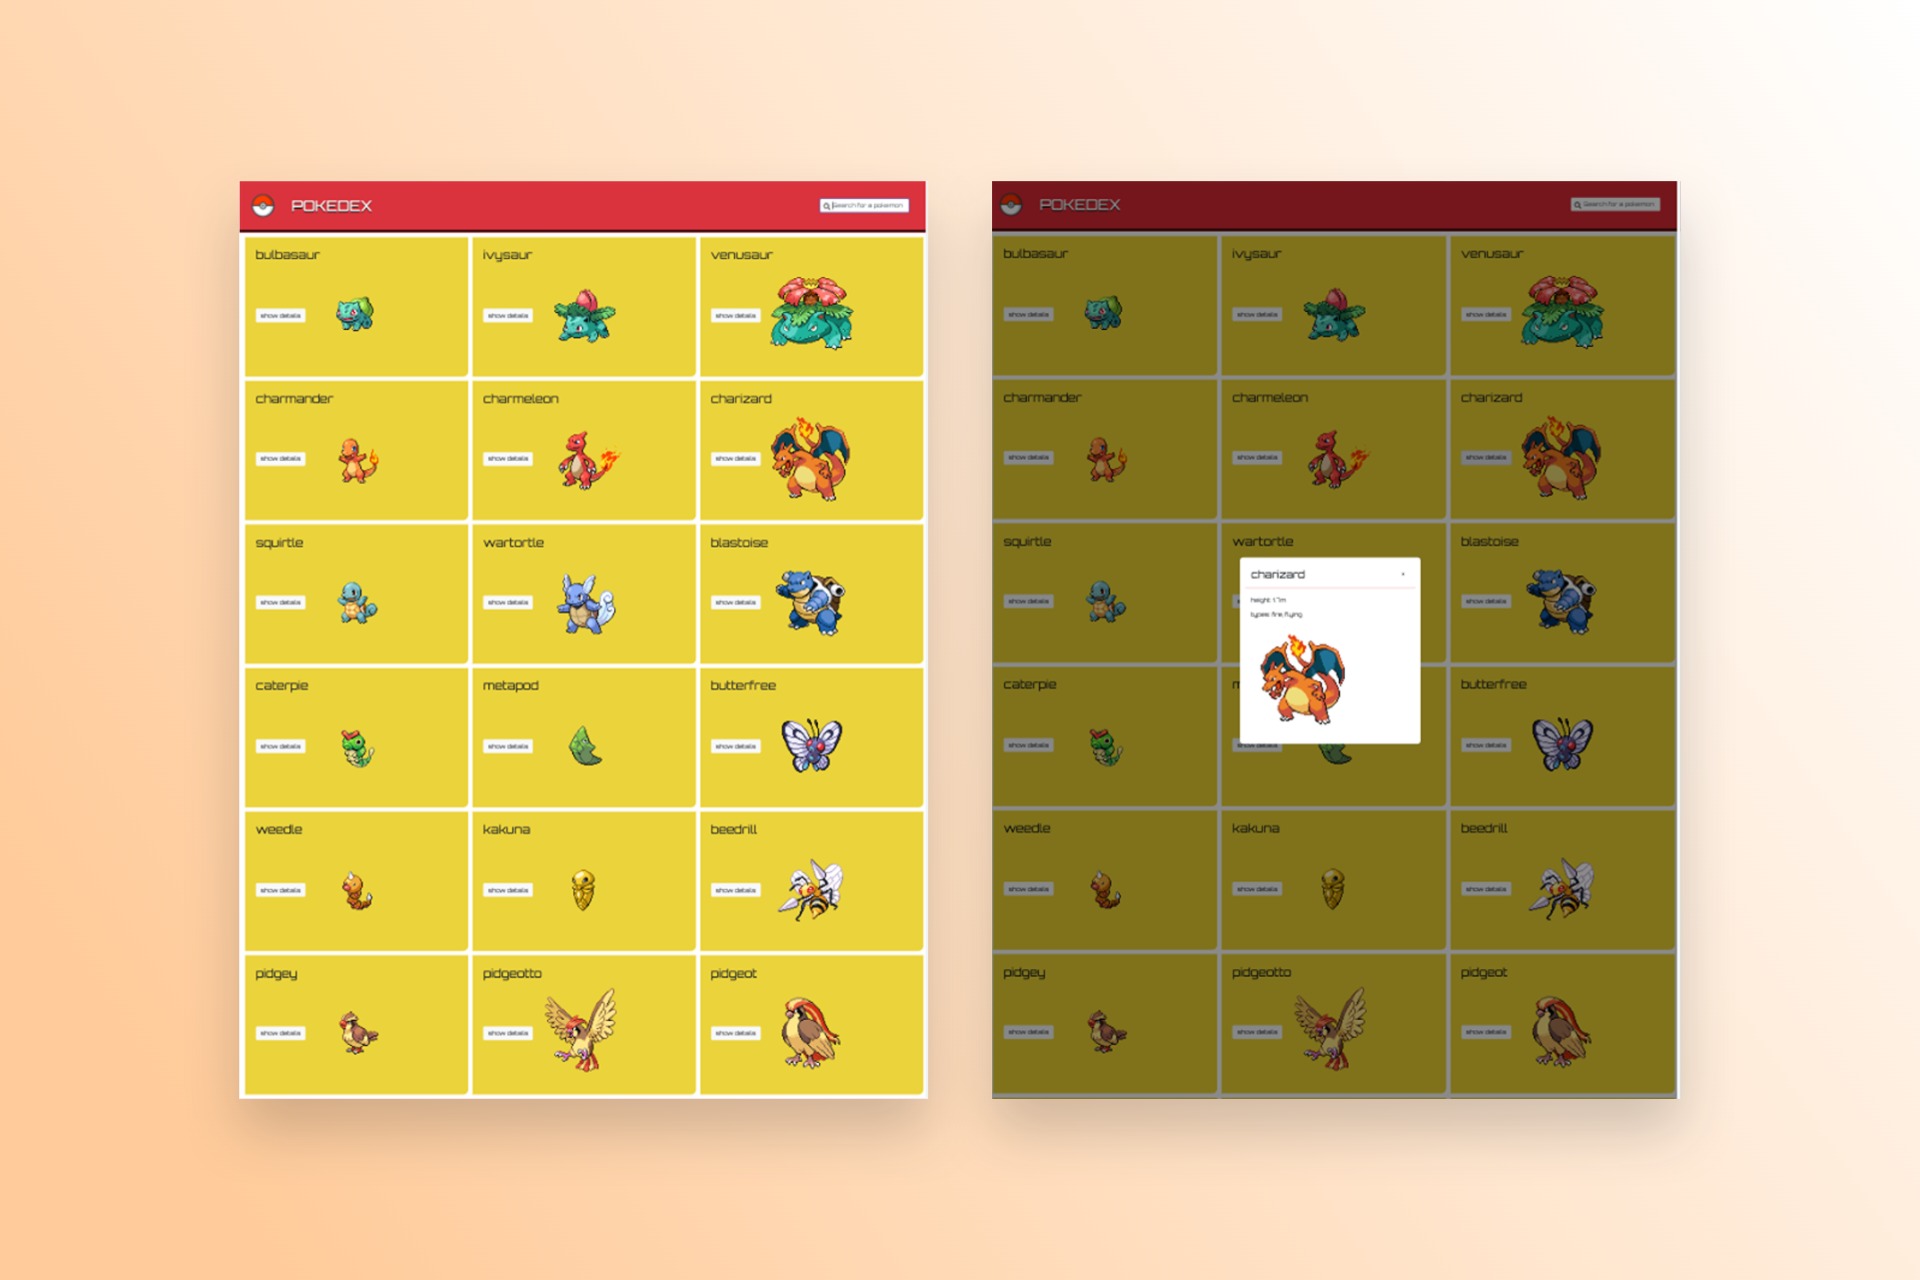 POKEDEX
Search for a pokemon
bulbasaur
ivysaur
venusaur
show details
show details
show details
charmander
charmeleon
charizard
show details
show details
show details
squirtle
wartortle
blastoise
show details
show details
show details
caterpie
metapod
butterfree
show details
show details
show details
weedle
kakuna
beedrill
show details
show details
show details
pidgey
pidgeotto
pidgeot
show details
show details
show details
POKEDEX
Search for a pokemon
bulbasaur
ivysaur
venusaur
show details
show details
show details
charmander
charmeleon
charizard
show details
show details
show details
squirtle
wartortle
blastoise
show details
show details
charizard
height: 1.7m
types: fire, flying
caterpie
butterfree
show details
show details
show details
weedle
kakuna
beedrill
show details
show details
show details
pidgey
pidgeotto
pidgeot
show details
show details
show details